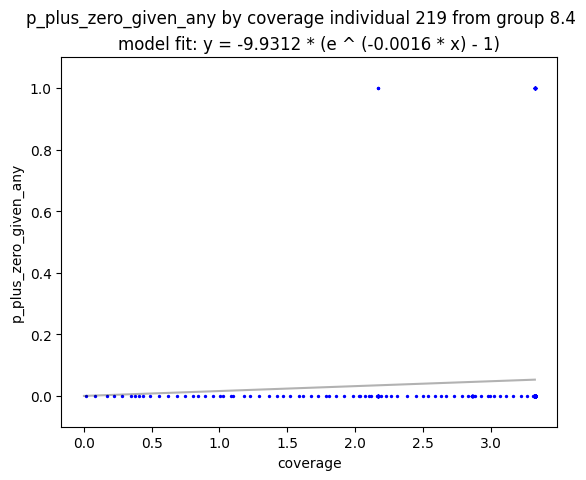 p_plus_zero_given_any by coverage individual 219 from group 8.4
model fit: y = -9.9312 * (e ^ (-0.0016 * x) - 1)
1.0
0.8
0.6
0.4
0.2
0.0
p_plus_zero_given_any
0.0 0.5 1.0 1.5 2.0 2.5 3.0
coverage